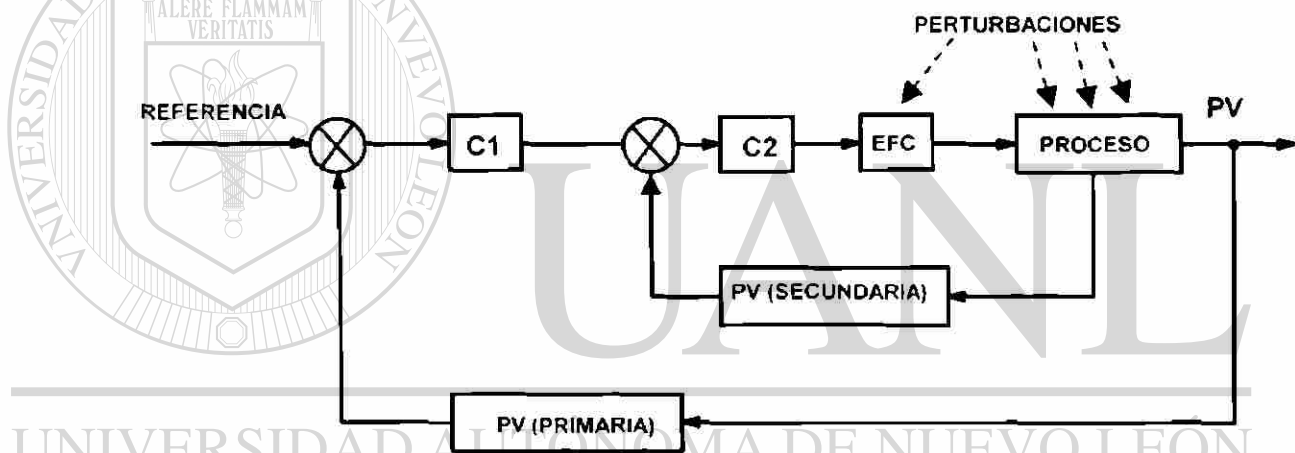 ALERE FLAMMAM
VERITATIS
PERTURBACIONES
REFERENCIA
C1
C2
EFC
PROCESO
PV
PV (SECUNDARIA)
PV (PRIMARIA)
UANL
UNIVERSIDAD AUTÓNOMA DE NUEVO LEÓN